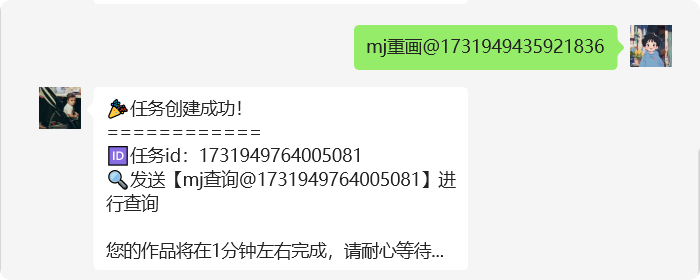 mj重画@1731949435921836
🎉任务创建成功！
============
🆔任务id：1731949764005081
🔍发送【mj查询@1731949764005081】进
行查询
您的作品将在1分钟左右完成，请耐心等待...